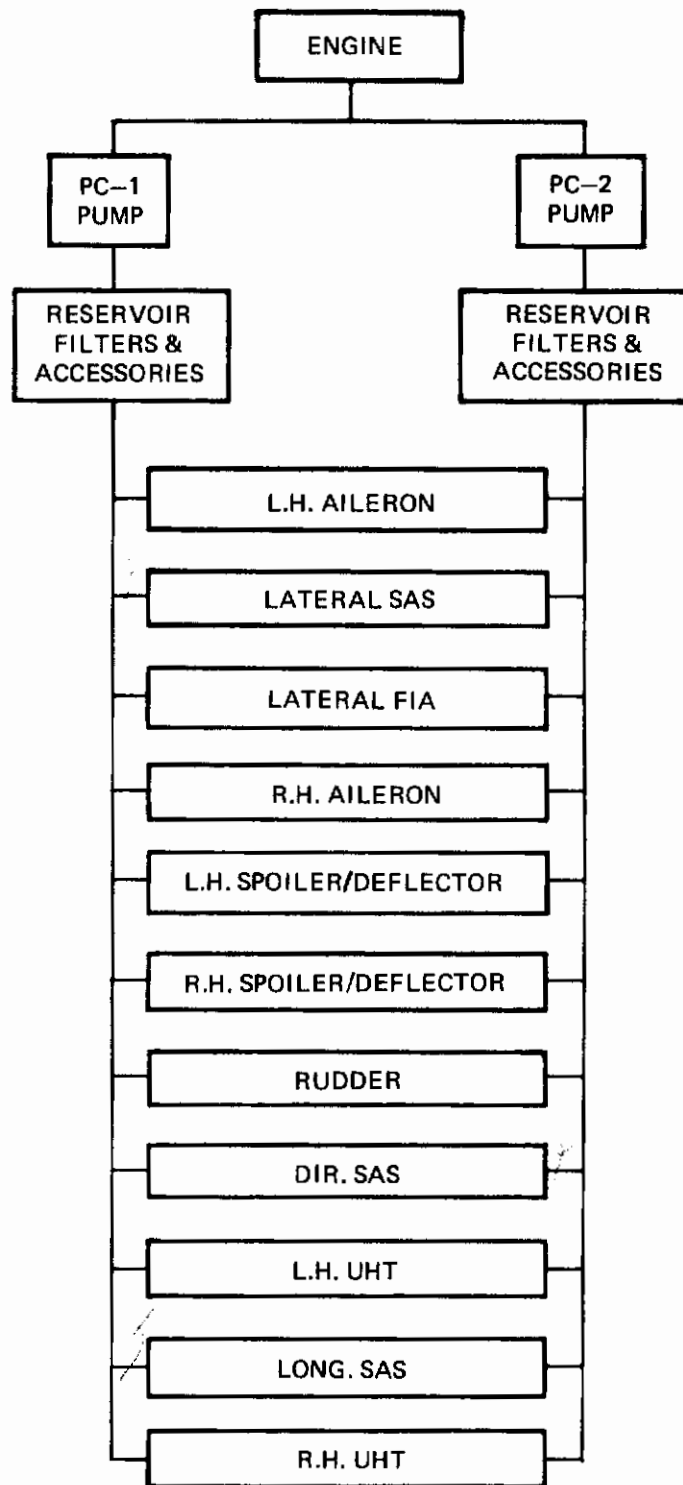 ENGINE
PC–1
PUMP
PC–2
PUMP
RESERVOIR
FILTERS &
ACCESSORIES
RESERVOIR
FILTERS &
ACCESSORIES
L.H. AILERON
LATERAL SAS
LATERAL FIA
R.H. AILERON
L.H. SPOILER/DEFLECTOR
R.H. SPOILER/DEFLECTOR
RUDDER
DIR. SAS
L.H. UHT
LONG. SAS
R.H. UHT